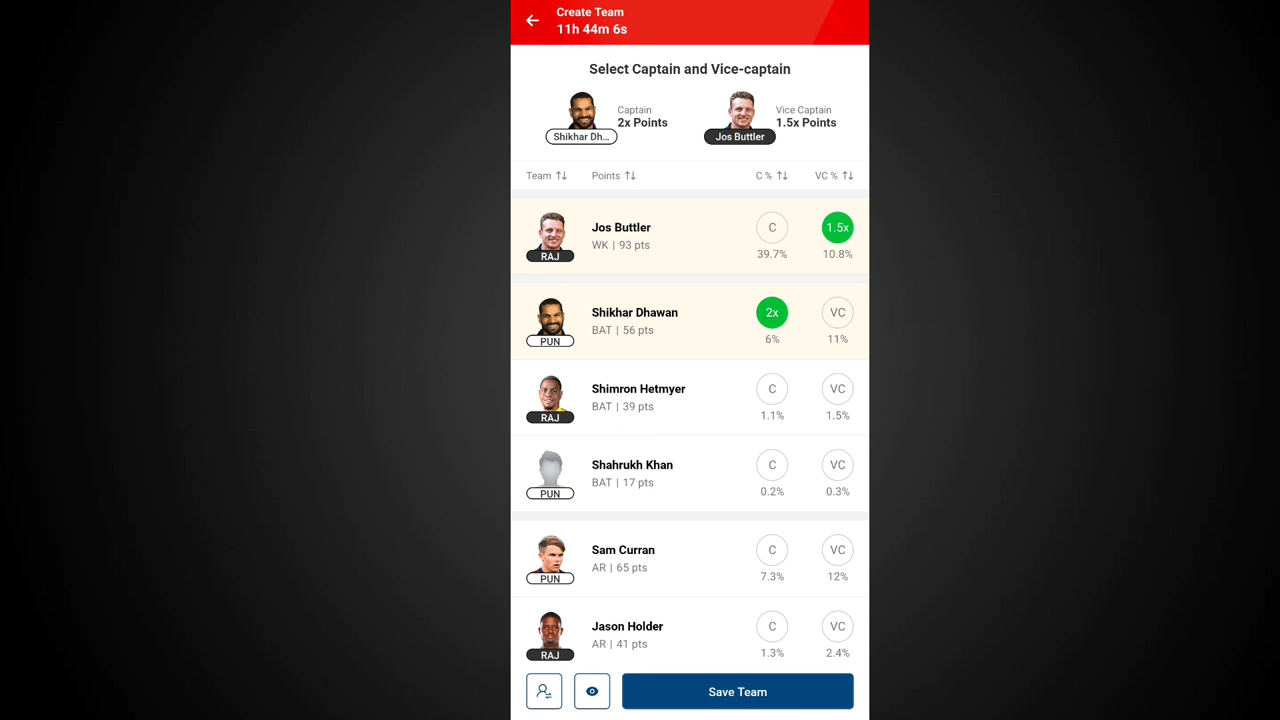 Create Team
11h 44m 6s
Select Captain and Vice-captain
Captain
2x Points
Shikhar Dh...
Vice Captain
1.5x Points
Jos Buttler
Team Points C % VC %
Jos Buttler
WK | 93 pts
RAJ
C 1.5x
39.7% 10.8%
Shikhar Dhawan
BAT | 56 pts
PUN
2x VC
6% 11%
Shimron Hetmyer
BAT | 39 pts
RAJ
C VC
1.1% 1.5%
Shahrukh Khan
BAT | 17 pts
PUN
C VC
0.2% 0.3%
Sam Curran
AR | 65 pts
PUN
C VC
7.3% 12%
Jason Holder
AR | 41 pts
RAJ
C VC
1.3% 2.4%
Save Team